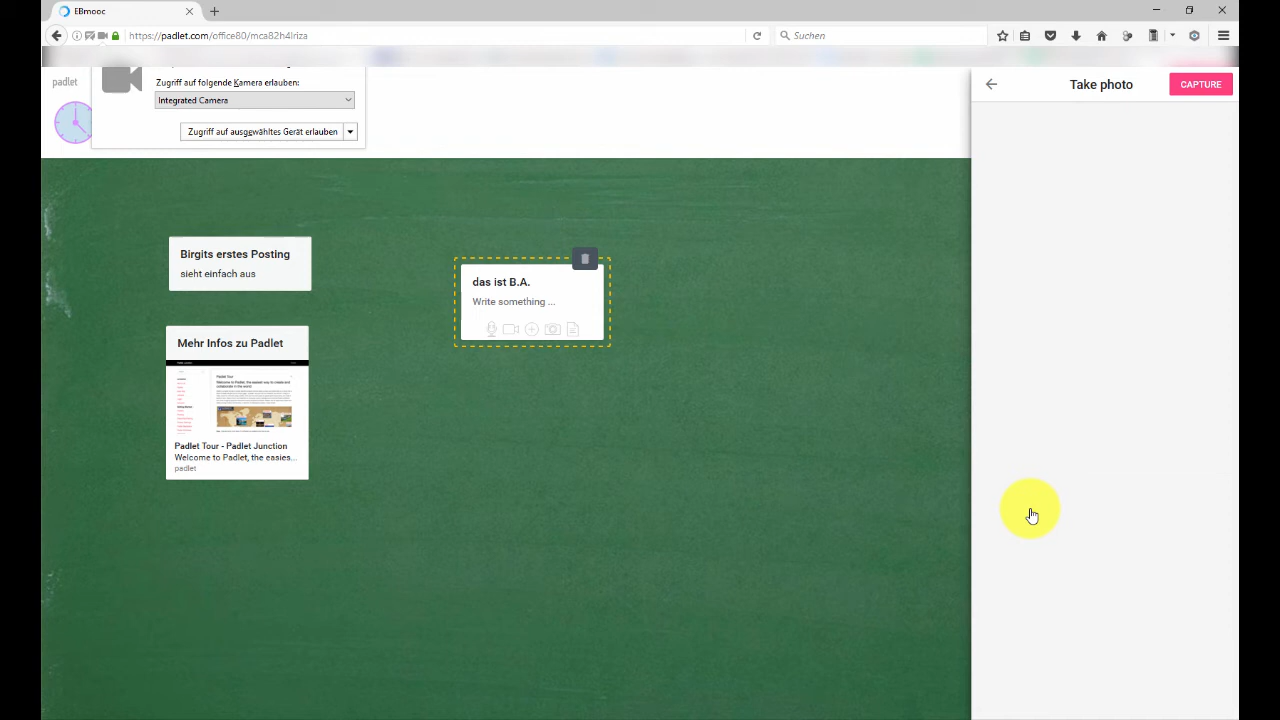 EBmooc
https://padlet.com/office80/mca82h4lriza
Suchen
padlet
Zugriff auf folgende Kamera erlauben:
Integrated Camera
Zugriff auf ausgewähltes Gerät erlauben
Take photo
CAPTURE
Birgits erstes Posting
sieht einfach aus
das ist B.A.
Write something ...
Mehr Infos zu Padlet
Padlet Tour
Padlet Tour - Padlet Junction
Welcome to Padlet, the easies...
padlet